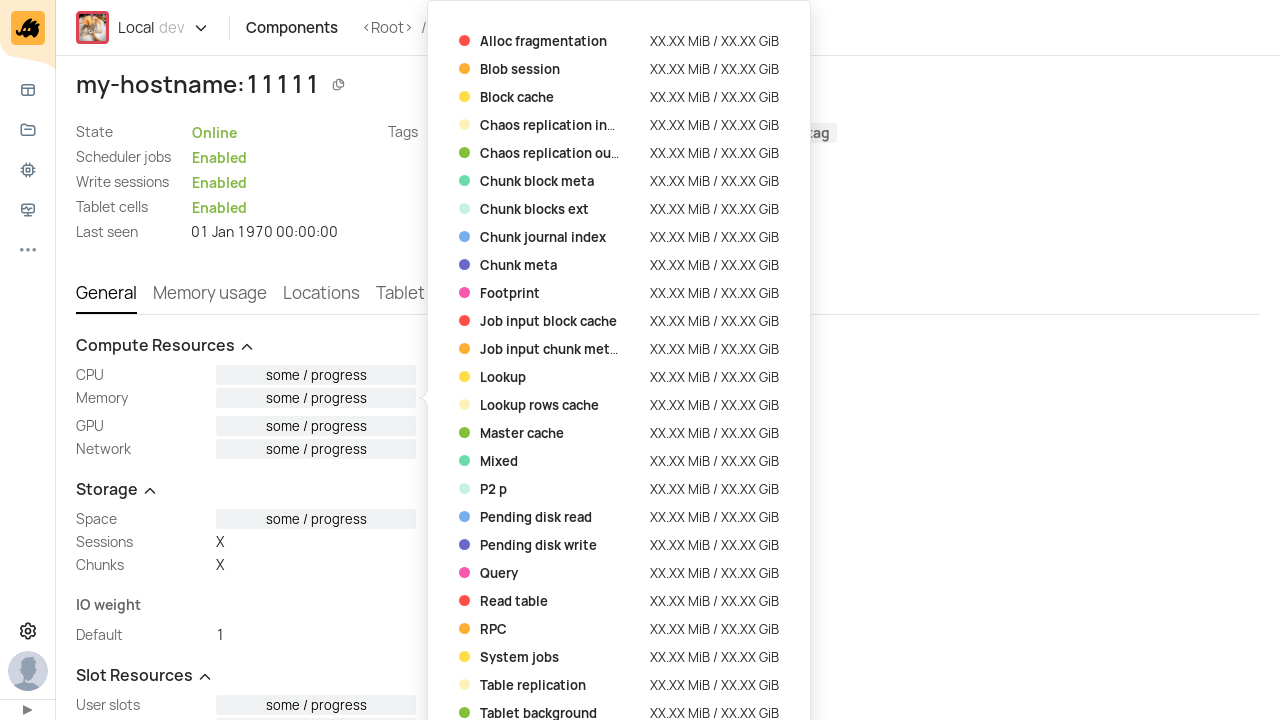 Local dev
Components
<Root> /
my-hostname:11111
State Online
Tags
tag
Scheduler jobs Enabled
Write sessions Enabled
Tablet cells Enabled
Last seen 01 Jan 1970 00:00:00
General Memory usage Locations Tablet
Compute Resources
CPU some / progress
Memory some / progress
GPU some / progress
Network some / progress
Storage
Space some / progress
Sessions X
Chunks X
IO weight
Default 1
Slot Resources
User slots some / progress
Alloc fragmentation XX.XX MiB / XX.XX GiB
Blob session XX.XX MiB / XX.XX GiB
Block cache XX.XX MiB / XX.XX GiB
Chaos replication in… XX.XX MiB / XX.XX GiB
Chaos replication ou… XX.XX MiB / XX.XX GiB
Chunk block meta XX.XX MiB / XX.XX GiB
Chunk blocks ext XX.XX MiB / XX.XX GiB
Chunk journal index XX.XX MiB / XX.XX GiB
Chunk meta XX.XX MiB / XX.XX GiB
Footprint XX.XX MiB / XX.XX GiB
Job input block cache XX.XX MiB / XX.XX GiB
Job input chunk met… XX.XX MiB / XX.XX GiB
Lookup XX.XX MiB / XX.XX GiB
Lookup rows cache XX.XX MiB / XX.XX GiB
Master cache XX.XX MiB / XX.XX GiB
Mixed XX.XX MiB / XX.XX GiB
P2 p XX.XX MiB / XX.XX GiB
Pending disk read XX.XX MiB / XX.XX GiB
Pending disk write XX.XX MiB / XX.XX GiB
Query XX.XX MiB / XX.XX GiB
Read table XX.XX MiB / XX.XX GiB
RPC XX.XX MiB / XX.XX GiB
System jobs XX.XX MiB / XX.XX GiB
Table replication XX.XX MiB / XX.XX GiB
Tablet background XX.XX MiB / XX.XX GiB